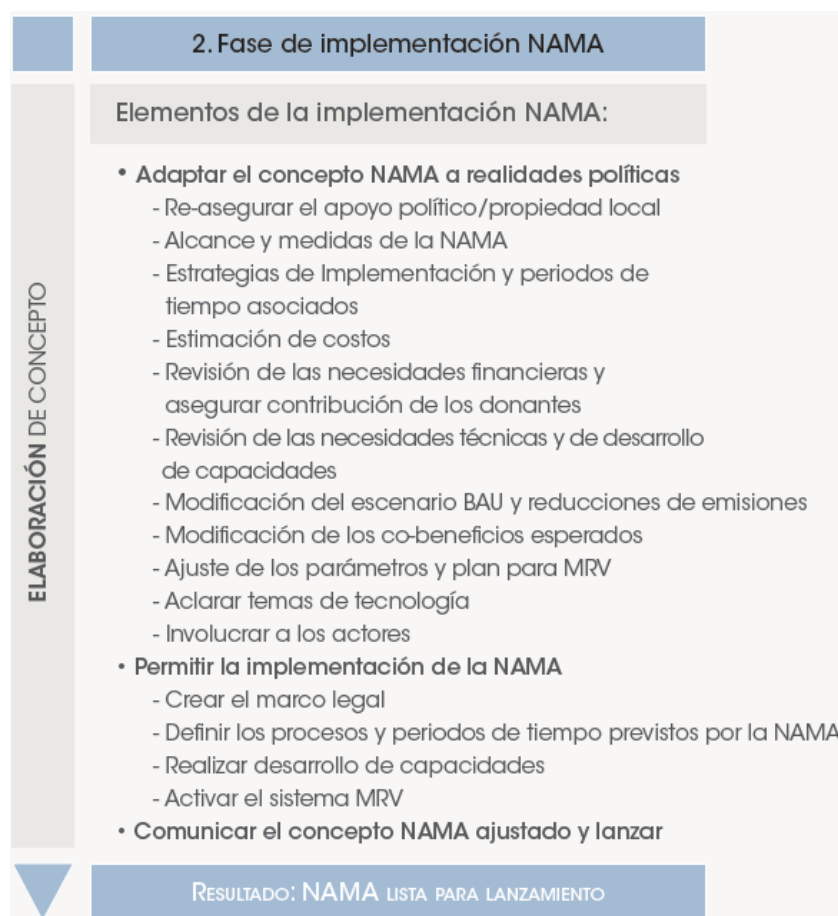 2. Fase de implementación NAMA
Elementos de la implementación NAMA:
ELABORACIÓN DE CONCEPTO
• Adaptar el concepto NAMA a realidades políticas
- Re-asegurar el apoyo político/propiedad local
- Alcance y medidas de la NAMA
- Estrategias de Implementación y periodos de
tiempo asociados
- Estimación de costos
- Revisión de las necesidades financieras y
asegurar contribución de los donantes
- Revisión de las necesidades técnicas y de desarrollo
de capacidades
- Modificación del escenario BAU y reducciones de emisiones
- Modificación de los co-beneficios esperados
- Ajuste de los parámetros y plan para MRV
- Aclarar temas de tecnología
- Involucrar a los actores
• Permitir la implementación de la NAMA
- Crear el marco legal
- Definir los procesos y periodos de tiempo previstos por la NAMA
- Realizar desarrollo de capacidades
- Activar el sistema MRV
• Comunicar el concepto NAMA ajustado y lanzar
RESULTADO: NAMA LISTA PARA LANZAMIENTO